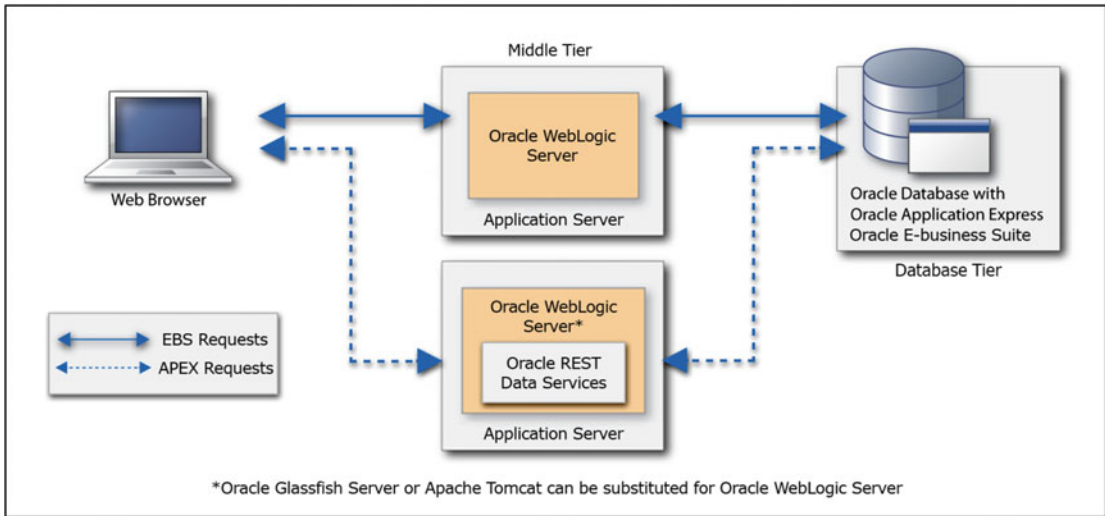 Middle Tier
Oracle WebLogic
Server
Application Server
Web Browser
Oracle Database with
Oracle Application Express
Oracle E-business Suite
Database Tier
Oracle WebLogic
Server*
Oracle REST
Data Services
Application Server
EBS Requests
APEX Requests
*Oracle Glassfish Server or Apache Tomcat can be substituted for Oracle WebLogic Server